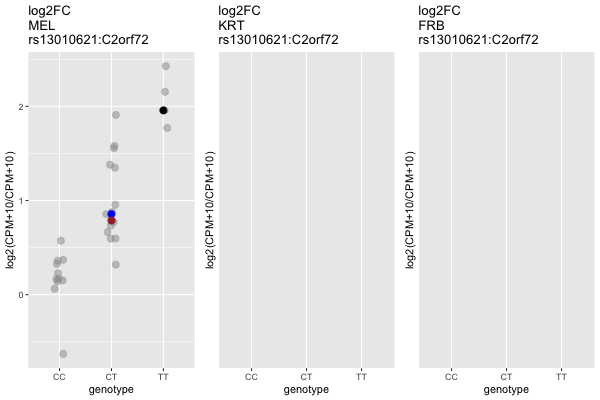 log2FC
MEL
rs13010621:C2orf72
log2(CPM+10/CPM+10)
2
1
0
CC CT TT
genotype
log2FC
KRT
rs13010621:C2orf72
log2(CPM+10/CPM+10)
CC CT TT
genotype
log2FC
FRB
rs13010621:C2orf72
log2(CPM+10/CPM+10)
CC CT TT
genotype